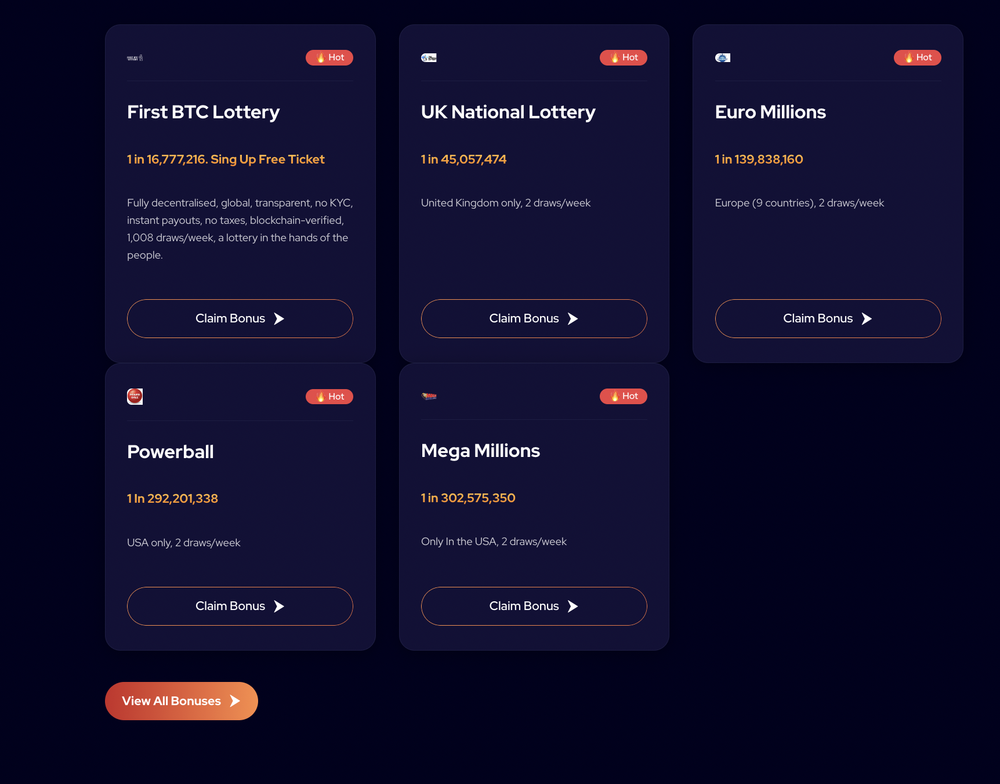 Hot
First BTC Lottery
1 in 16,777,216. Sing Up Free Ticket
Fully decentralised, global, transparent, no KYC,
instant payouts, no taxes, blockchain-verified,
1,008 draws/week, a lottery in the hands of the
people.
Claim Bonus
Hot
UK National Lottery
1 in 45,057,474
United Kingdom only, 2 draws/week
Claim Bonus
Hot
Euro Millions
1 in 139,838,160
Europe (9 countries), 2 draws/week
Claim Bonus
POWER
BALL
Hot
Powerball
1 In 292,201,338
USA only, 2 draws/week
Claim Bonus
Hot
Mega Millions
1 in 302,575,350
Only In the USA, 2 draws/week
Claim Bonus
View All Bonuses